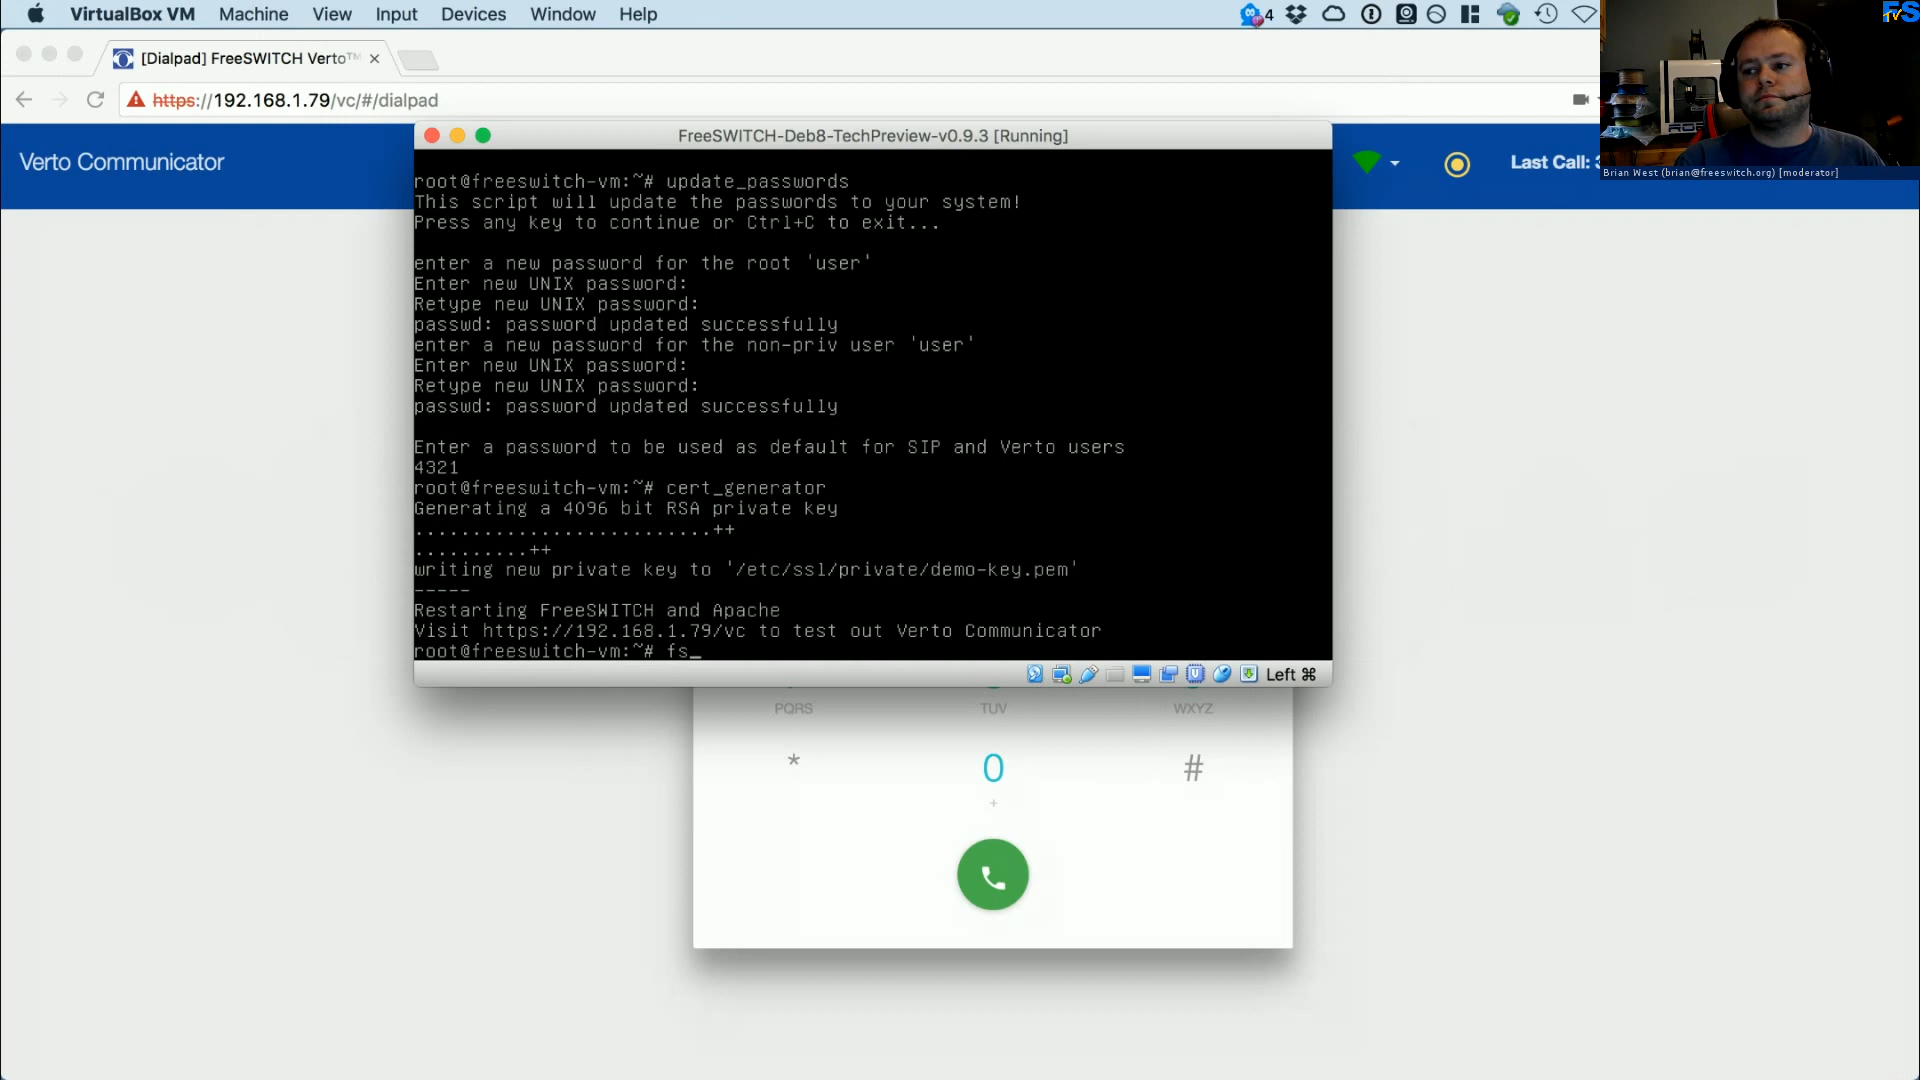 VirtualBox VM Machine View Input Devices Window Help
4
FS
TV
[Dialpad] FreeSWITCH Verto™
https://192.168.1.79/vc/#/dialpad
Brian West (brian@freeswitch.org) [moderator]
Verto Communicator
Last Call: 
FreeSWITCH-Deb8-TechPreview-v0.9.3 [Running]
root@freeswitch-vm:~# update_passwords
This script will update the passwords to your system!
Press any key to continue or Ctrl+C to exit...
enter a new password for the root 'user'
Enter new UNIX password:
Retype new UNIX password:
passwd: password updated successfully
enter a new password for the non-priv user 'user'
Enter new UNIX password:
Retype new UNIX password:
passwd: password updated successfully
Enter a password to be used as default for SIP and Verto users
4321
root@freeswitch-vm:~# cert_generator
Generating a 4096 bit RSA private key
..........................++
..........++
writing new private key to '/etc/ssl/private/demo-key.pem'
-----
Restarting FreeSWITCH and Apache
Visit https://192.168.1.79/vc to test out Verto Communicator
root@freeswitch-vm:~# fs_
Left ⌘
PQRS TUV WXYZ
* 0 #
+